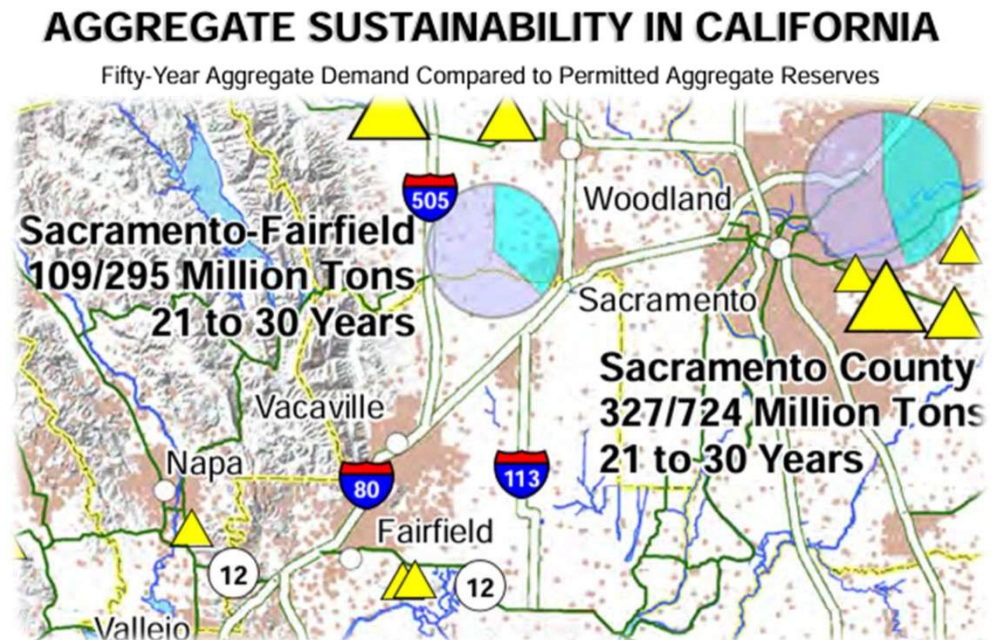 AGGREGATE SUSTAINABILITY IN CALIFORNIA
Fifty-Year Aggregate Demand Compared to Permitted Aggregate Reserves
505
Woodland
Sacramento-Fairfield
109/295 Million Tons
21 to 30 Years
Sacramento
Sacramento County
327/724 Million Tons
21 to 30 Years
Vacaville
Napa
80
113
Fairfield
12
12
Vallejo